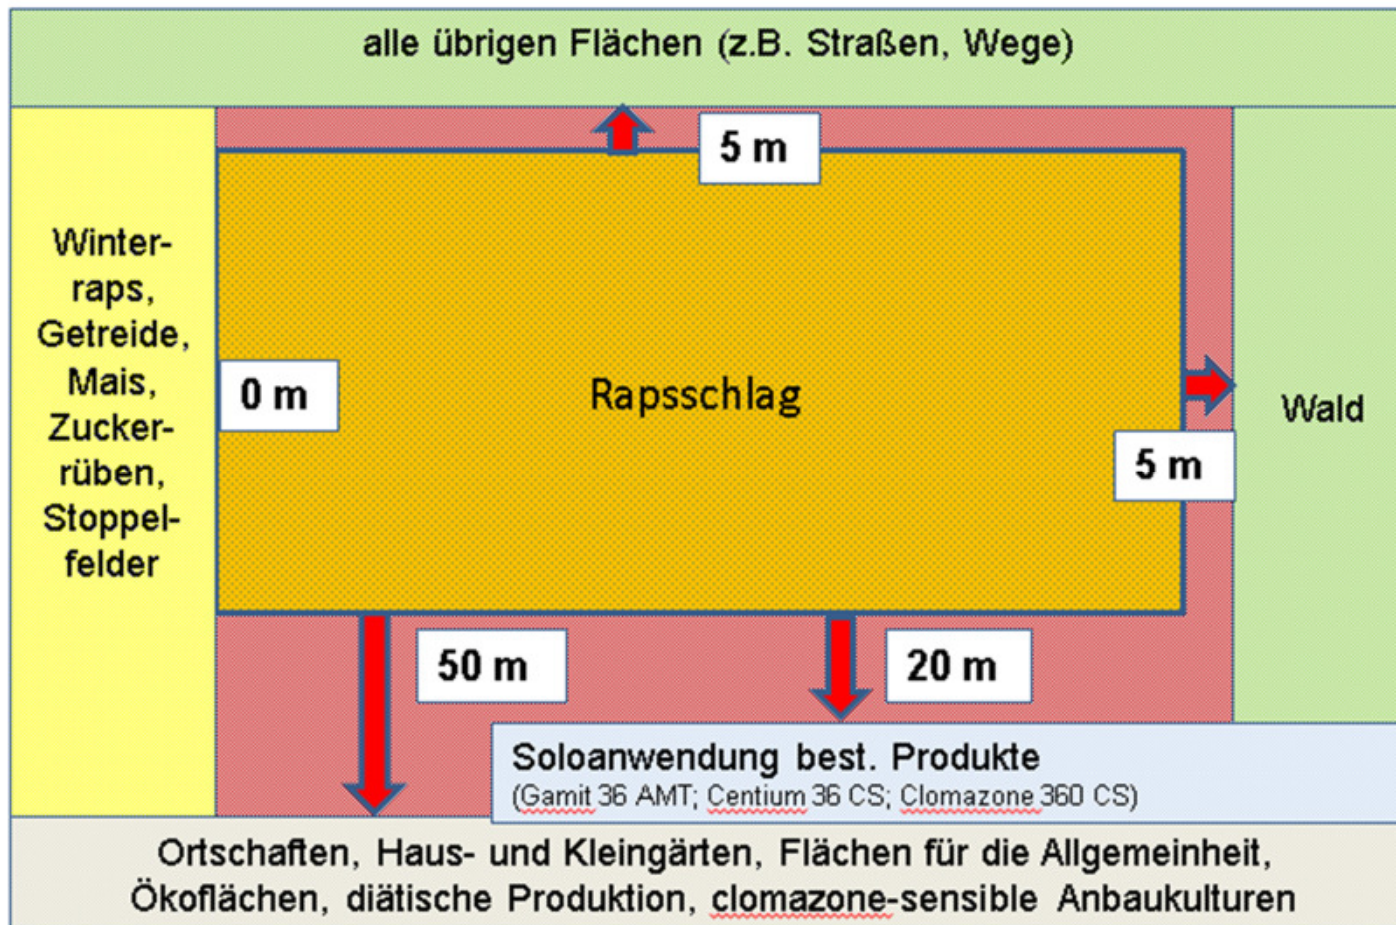 alle übrigen Flächen (z.B. Straßen, Wege)
5 m
Winter-
raps,
Getreide,
Mais,
Zucker-
rüben,
Stoppel-
felder
0 m
Rapsschlag
Wald
5 m
50 m
20 m
Soloanwendung best. Produkte
(Gamit 36 AMT; Centium 36 CS; Clomazone 360 CS)
Ortschaften, Haus- und Kleingärten, Flächen für die Allgemeinheit,
Ökoflächen, diätische Produktion, clomazone-sensible Anbaukulturen